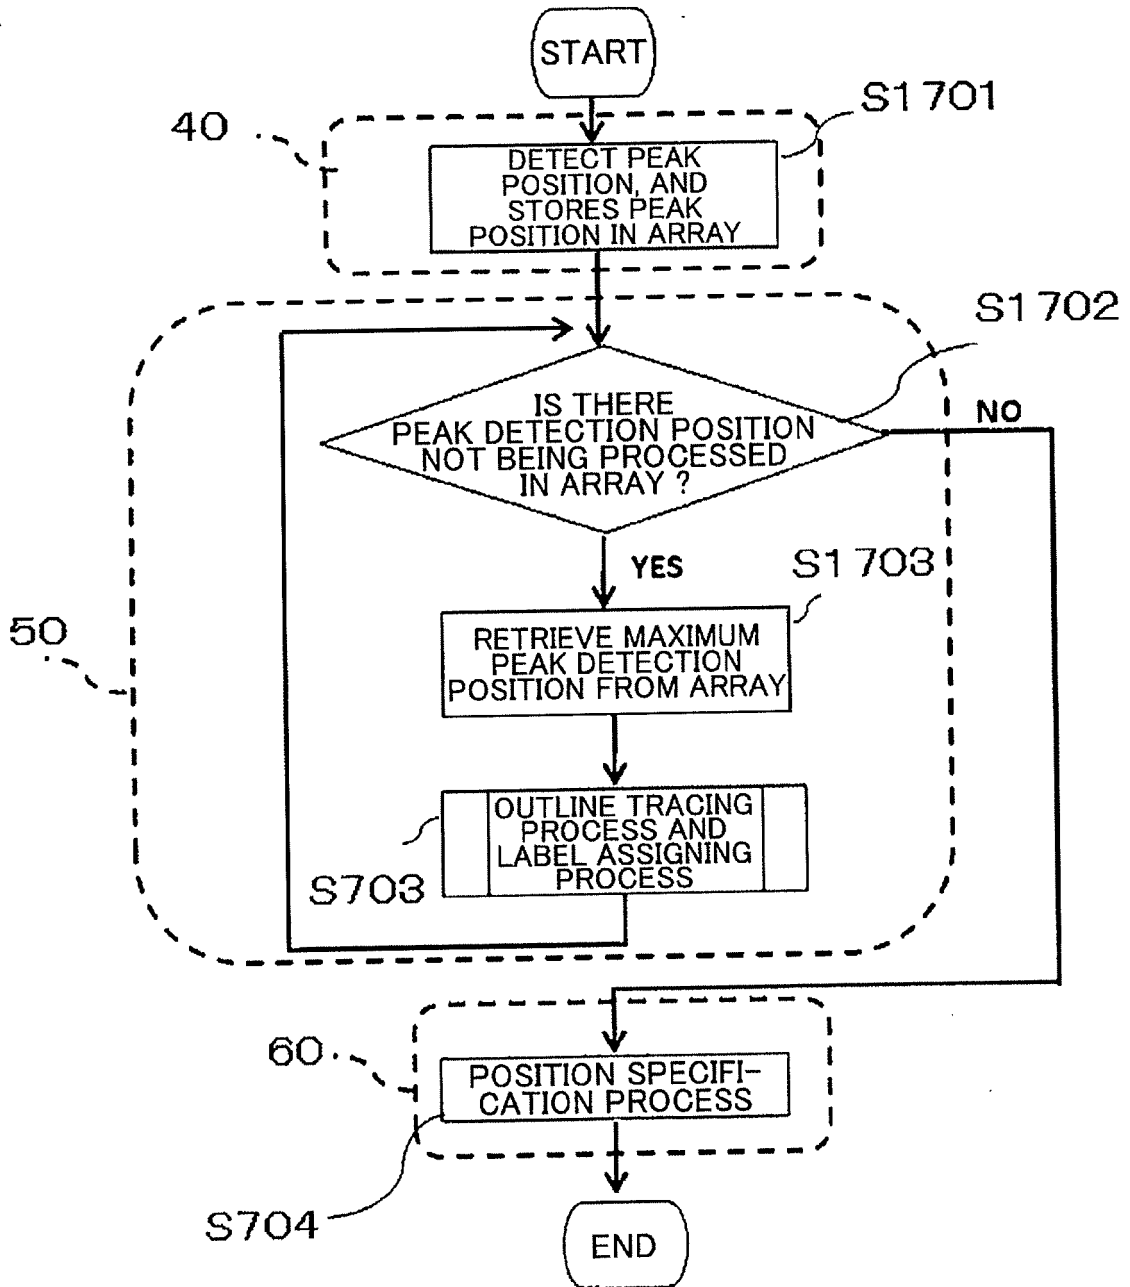 START
S1701
40
DETECT PEAK
POSITION, AND
STORES PEAK
POSITION IN ARRAY
S1702
IS THERE
PEAK DETECTION POSITION
NOT BEING PROCESSED
IN ARRAY ?
NO
YES
S1703
50
RETRIEVE MAXIMUM
PEAK DETECTION
POSITION FROM ARRAY
OUTLINE TRACING
PROCESS AND
LABEL ASSIGNING
PROCESS
S703
60
POSITION SPECIFI-
CATION PROCESS
S704
END